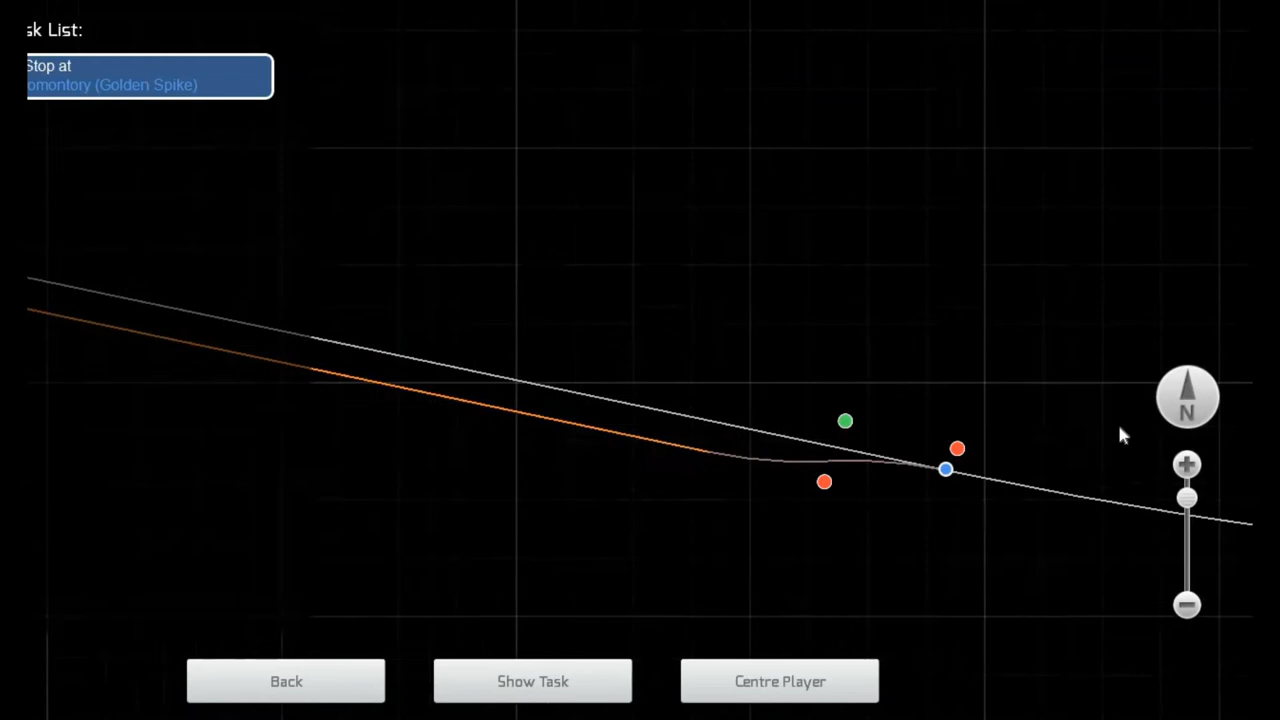 sk List:
Stop at
omontory (Golden Spike)
N
Back
Show Task
Centre Player